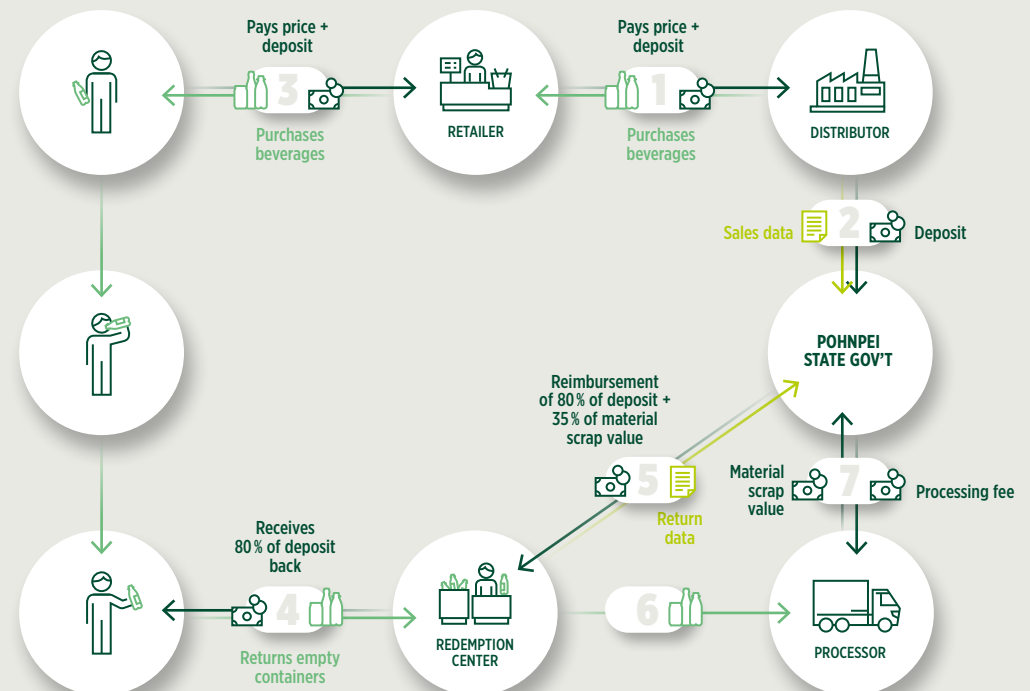 Pays price +
deposit
3
Purchases
beverages
RETAILER
Pays price +
deposit
1
Purchases
beverages
DISTRIBUTOR
Sales data
2
Deposit
POHNPEI
STATE GOV'T
Reimbursement
of 80% of deposit +
35% of material
scrap value
5
Return
data
Material
scrap
value
7
Processing fee
Receives
80% of deposit
back
4
Returns empty
containers
REDEMPTION
CENTER
6
PROCESSOR